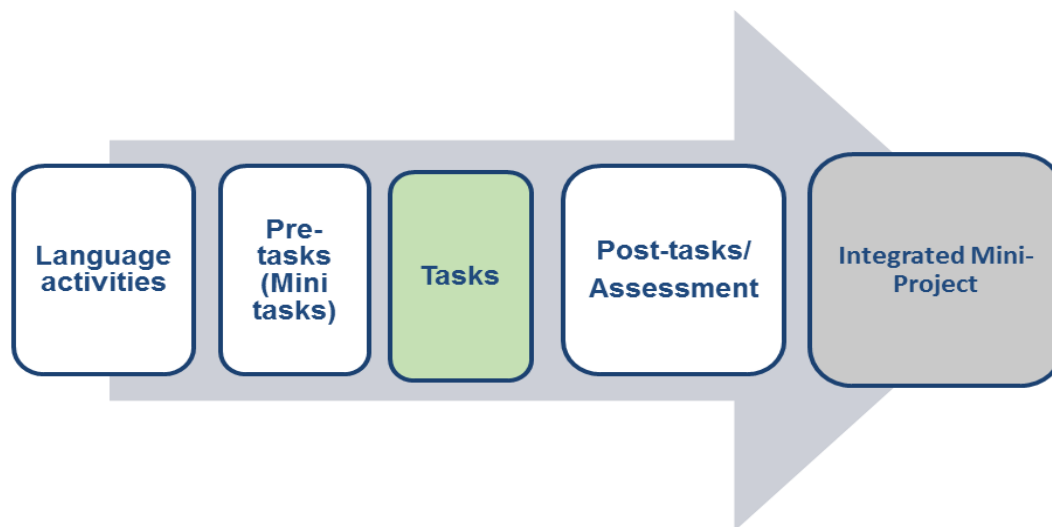 Language
activities
Pre-
tasks
(Mini
tasks)
Tasks
Post-tasks/
Assessment
Integrated Mini-
Project